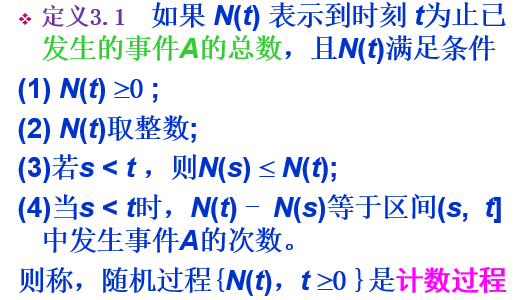 ❖ 定义3.1 如果 N(t) 表示到时刻 t为止已
发生的事件A的总数，且N(t)满足条件
(1) N(t) ≥0 ;
(2) N(t)取整数;
(3)若s < t ，则N(s) ≤ N(t);
(4)当s < t时，N(t) − N(s)等于区间(s, t]
中发生事件A的次数。
则称，随机过程{N(t)，t ≥0 }是计数过程